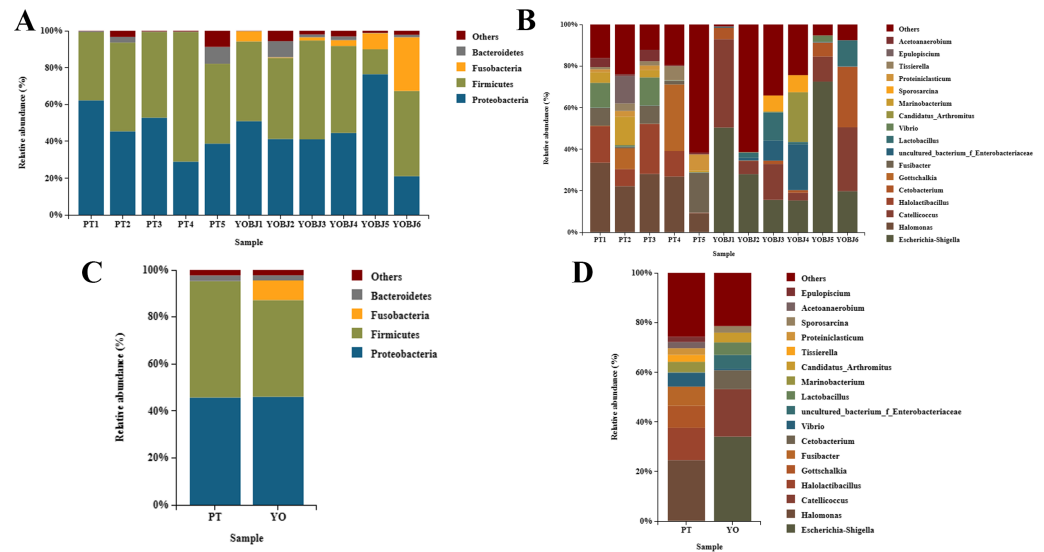 A
100%
80%
60%
40%
20%
0%
Relative abundance (%)
PT1 PT2 PT3 PT4 PT5 YOBJ1 YOBJ2 YOBJ3 YOBJ4 YOBJ5 YOBJ6
Sample
Others
Bacteroidetes
Fusobacteria
Firmicutes
Proteobacteria
B
100%
80%
60%
40%
20%
0%
Relative abundance (%)
PT1 PT2 PT3 PT4 PT5 YOBJ1 YOBJ2 YOBJ3 YOBJ4 YOBJ5 YOBJ6
Sample
Others
Acetoanaerobium
Epulopiscium
Tissierella
Proteiniclasticum
Sporosarcina
Marinobacterium
Candidatus_Arthromitus
Vibrio
Lactobacillus
uncultured_bacterium_f_Enterobacteriaceae
Fusibacter
Gottschalkia
Cetobacterium
Halolactibacillus
Catellicoccus
Halomonas
Escherichia-Shigella
C
100%
80%
60%
40%
20%
0%
Relative abundance (%)
PT YO
Sample
Others
Bacteroidetes
Fusobacteria
Firmicutes
Proteobacteria
D
100%
80%
60%
40%
20%
0%
Relative abundance (%)
PT YO
Sample
Others
Epulopiscium
Acetoanaerobium
Sporosarcina
Proteiniclasticum
Tissierella
Candidatus_Arthromitus
Marinobacterium
Lactobacillus
uncultured_bacterium_f_Enterobacteriaceae
Vibrio
Cetobacterium
Fusibacter
Gottschalkia
Halolactibacillus
Catellicoccus
Halomonas
Escherichia-Shigella